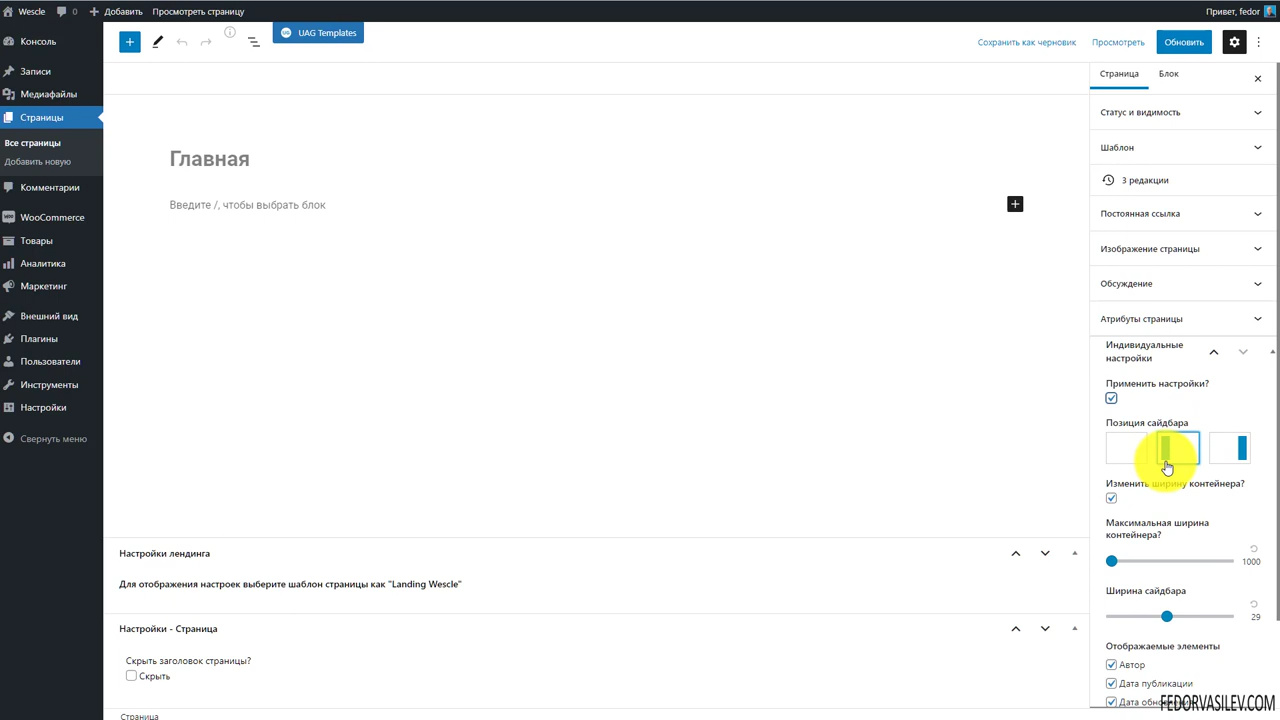 Wescle 0 Добавить Просмотреть страницу Привет, fedor
Консоль
Записи
Медиафайлы
Страницы
Все страницы
Добавить новую
Комментарии
WooCommerce
Товары
Аналитика
Маркетинг
Внешний вид
Плагины
Пользователи
Инструменты
Настройки
Свернуть меню
UAG Templates
Сохранить как черновик Просмотреть Обновить
Главная
Введите /, чтобы выбрать блок
Настройки лендинга
Для отображения настроек выберите шаблон страницы как "Landing Wescle"
Настройки - Страница
Скрыть заголовок страницы?
Скрыть
Страница
Страница Блок
Статус и видимость
Шаблон
3 редакции
Постоянная ссылка
Изображение страницы
Обсуждение
Атрибуты страницы
Индивидуальные
настройки
Применить настройки?
Позиция сайдбара
Изменить ширину контейнера?
Максимальная ширина
контейнера?
1000
Ширина сайдбара
29
Отображаемые элементы
Автор
Дата публикации
Дата
FEDORVASILEV.COM